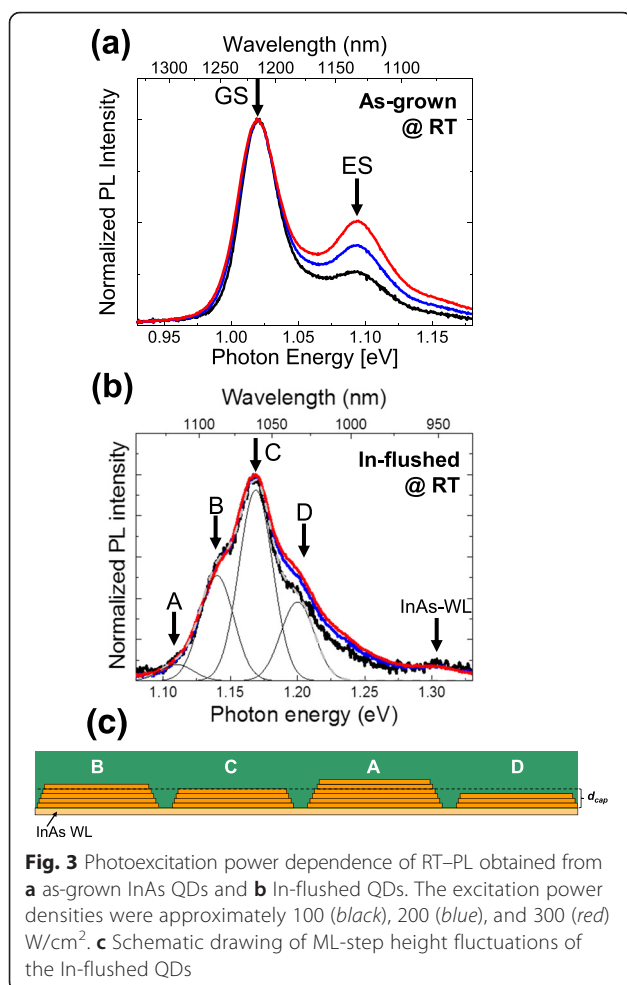 (a)
Wavelength (nm)
1300 1250 1200 1150 1100
GS
As-grown
@ RT
ES
Normalized PL Intensity
0.95 1.00 1.05 1.10 1.15
Photon Energy [eV]
(b)
Wavelength (nm)
1100 1050 1000 950
In-flushed
@ RT
A
B
C
D
InAs-WL
Normalized PL intensity
1.10 1.15 1.20 1.25 1.30
Photon energy (eV)
(c)
B C A D
dcap
InAs WL
Fig. 3 Photoexcitation power dependence of RT–PL obtained from
a as-grown InAs QDs and b In-flushed QDs. The excitation power
densities were approximately 100 (black), 200 (blue), and 300 (red)
W/cm². c Schematic drawing of ML-step height fluctuations of
the In-flushed QDs